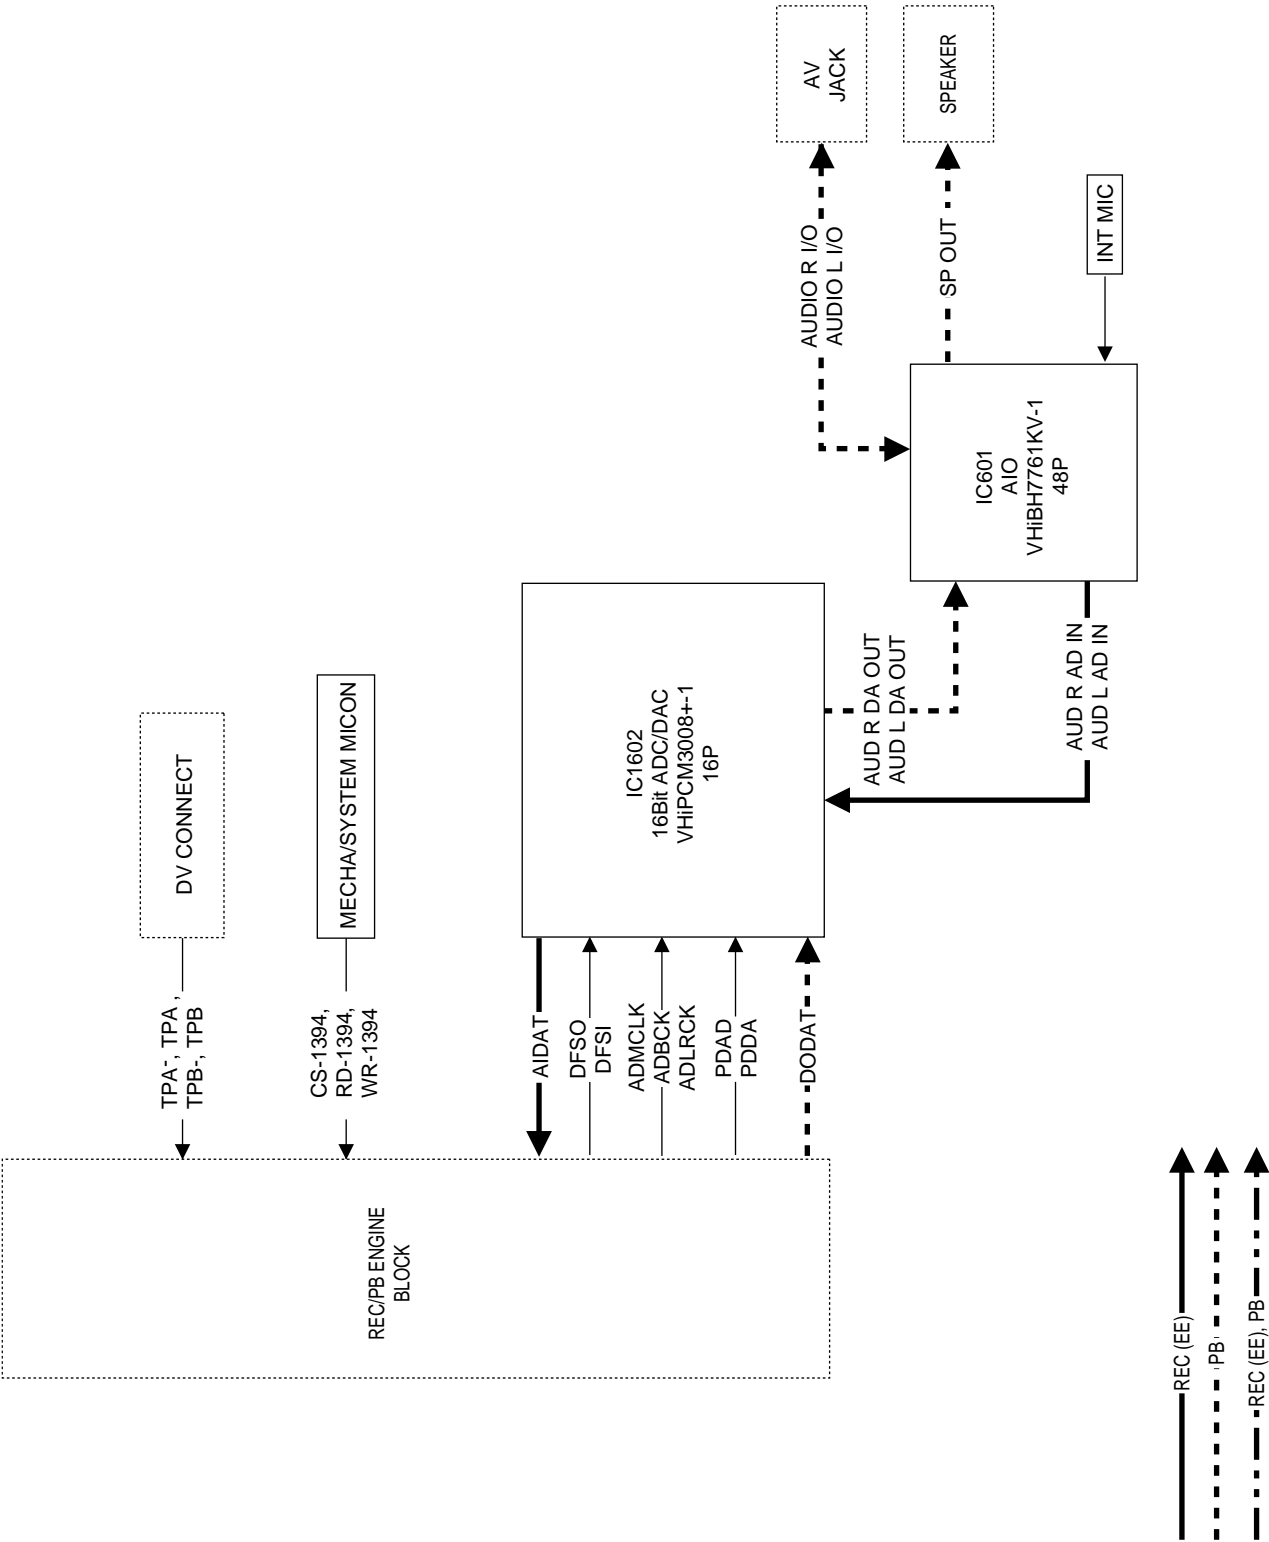 AV
JACK
SPEAKER
AUDIO R I/O
AUDIO L I/O
SP OUT
INT MIC
IC601
AIO
VHiBH7761KV-1
48P
AUD R DA OUT
AUD L DA OUT
AUD R AD IN
AUD L AD IN
IC1602
16Bit ADC/DAC
VHiPCM3008+-1
16P
DV CONNECT
MECHA/SYSTEM MICON
TPA-, TPA ,
TPB-, TPB
CS-1394,
RD-1394,
WR-1394
AIDAT
DFSO
DFSI
ADMCLK
ADBCK
ADLRCK
PDAD
PDDA
DODAT
REC/PB ENGINE
BLOCK
REC (EE)
PB
REC (EE), PB